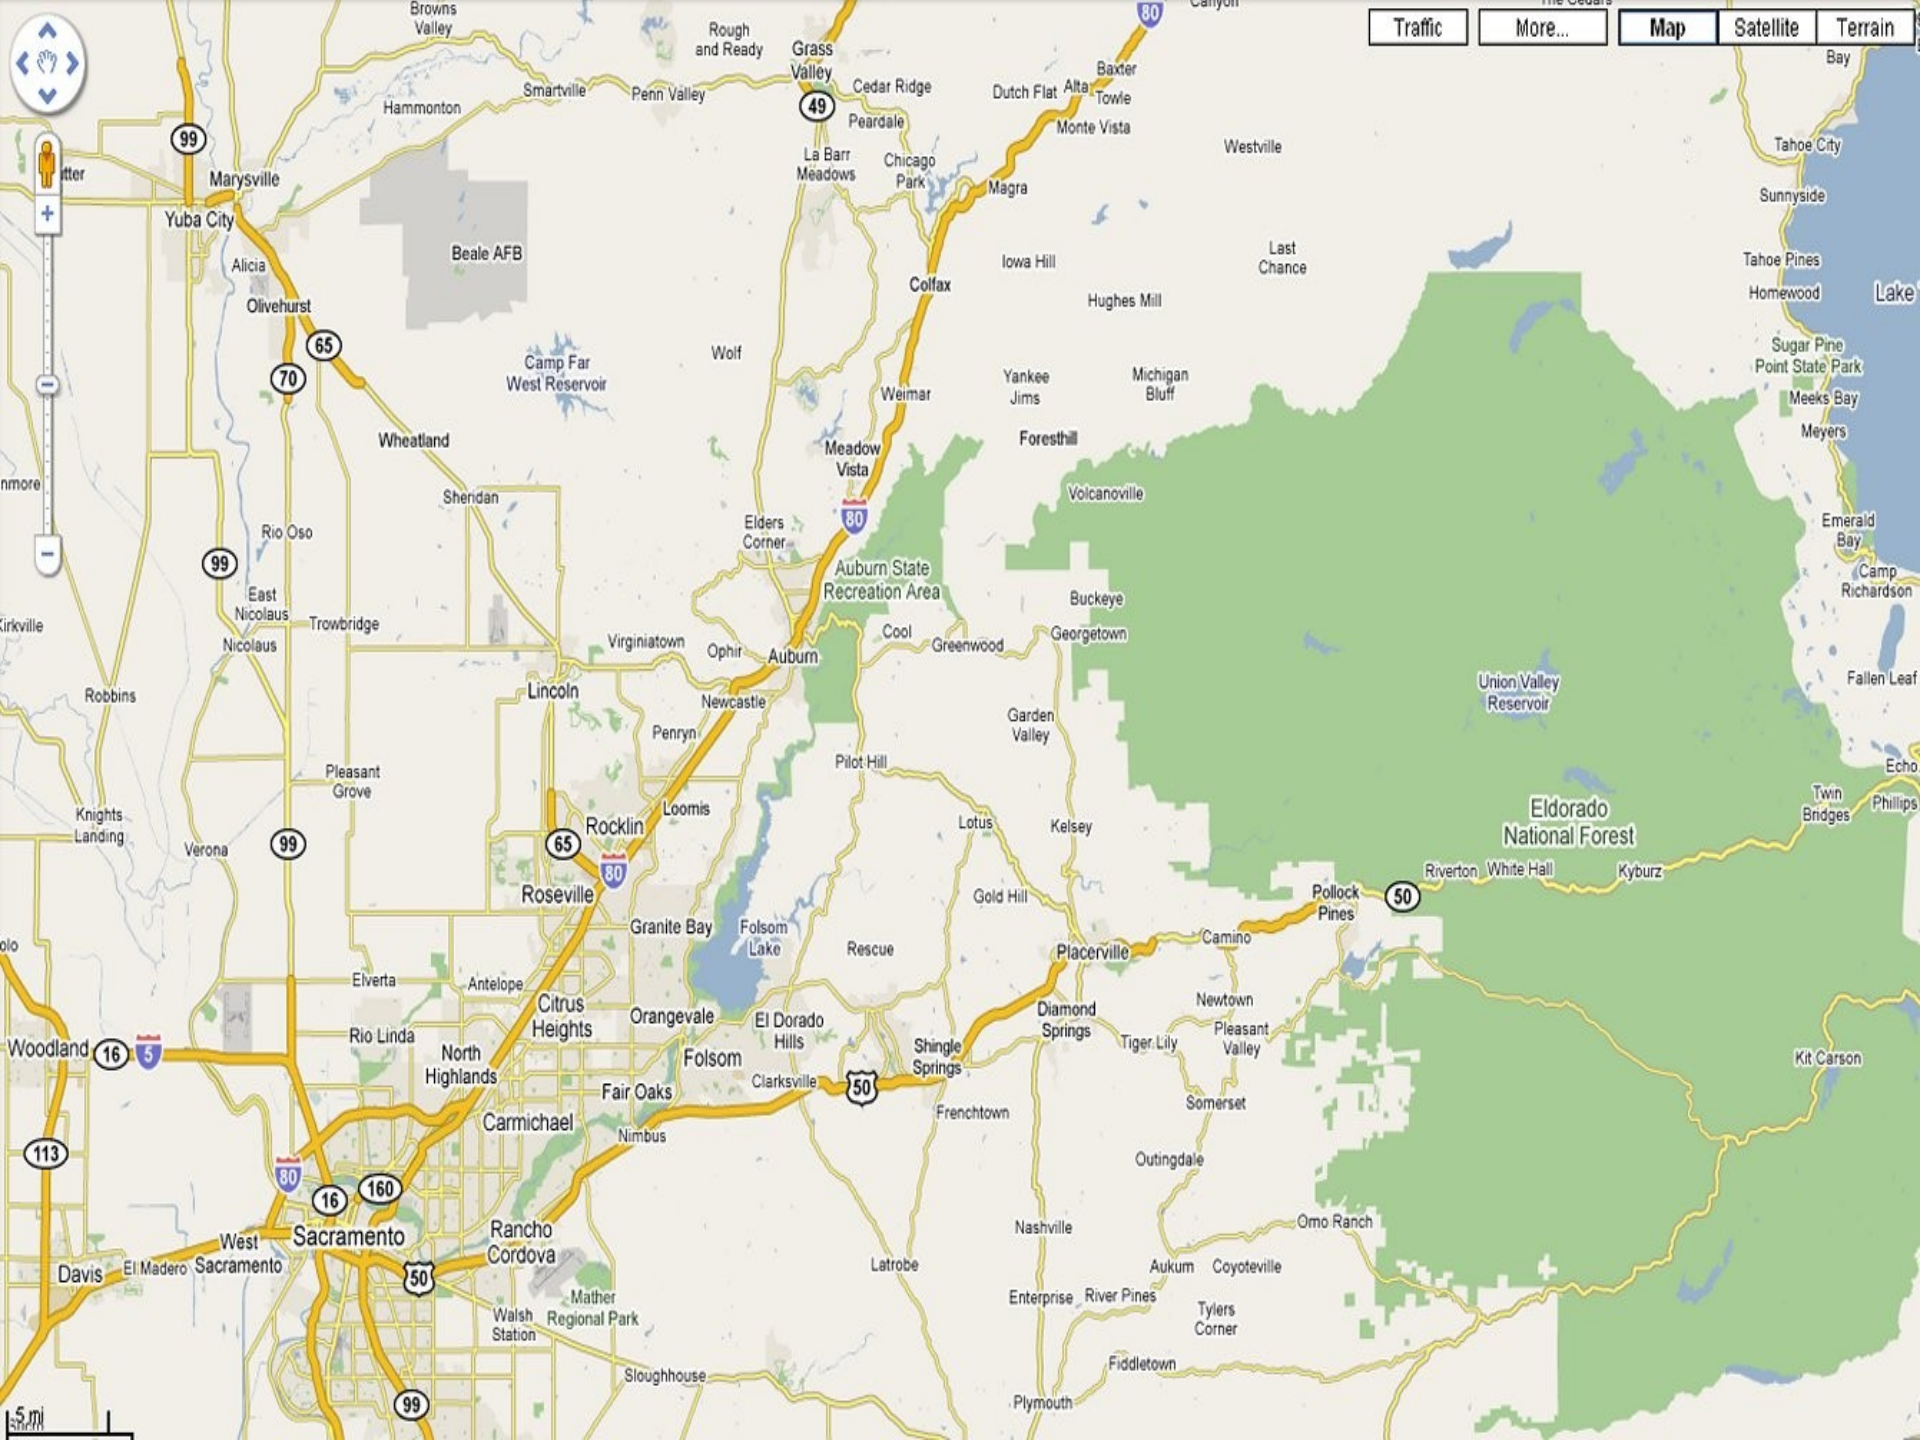 Browns
Valley
Rough
and Ready
Grass
Valley
80
Canyon
The Cedars
Traffic
More...
Map
Satellite
Terrain
Bay
Baxter
Cedar Ridge
Dutch Flat
Alta
Towle
Smartville
Penn Valley
Hammonton
49
Peardale
Monte Vista
99
Westville
Tahoe City
La Barr
Meadows
Chicago
Park
Marysville
Magra
Sunnyside
Yuba City
Beale AFB
Alicia
Iowa Hill
Last
Chance
Tahoe Pines
Colfax
Homewood
Lake
Olivehurst
Hughes Mill
65
Wolf
Sugar Pine
Point State Park
70
Camp Far
West Reservoir
Yankee
Jims
Michigan
Bluff
Weimar
Meeks Bay
Wheatland
Foresthill
Meyers
Meadow
Vista
nmore
Sheridan
Volcanoville
80
Rio Oso
Elders
Corner
Emerald
Bay
99
Auburn State
Recreation Area
Camp
Richardson
East
Nicolaus
Buckeye
Kirkville
Trowbridge
Nicolaus
Virginiatown
Ophir
Auburn
Cool
Greenwood
Georgetown
Robbins
Lincoln
Newcastle
Union Valley
Reservoir
Fallen Leaf
Penryn
Garden
Valley
Pleasant
Grove
Pilot Hill
Echo
Knights
Landing
Loomis
Rocklin
Lotus
Kelsey
Eldorado
National Forest
Twin
Bridges
Phillips
Verona
99
65
80
Roseville
Riverton
White Hall
Kyburz
Pollock
Pines
50
Gold Hill
Granite Bay
Folsom
Lake
Rescue
Placerville
Camino
olo
Elverta
Antelope
Citrus
Heights
Orangevale
El Dorado
Hills
Diamond
Springs
Newtown
Pleasant
Valley
Tiger Lily
Rio Linda
Woodland
16
5
North
Highlands
Folsom
Shingle
Springs
Kit Carson
Fair Oaks
Clarksville
50
Somerset
Carmichael
Nimbus
Frenchtown
113
80
16
160
Outingdale
Sacramento
West
Sacramento
Rancho
Cordova
Nashville
Omo Ranch
Davis
El Madero
50
Latrobe
Aukum
Coyoteville
Mather
Regional Park
Enterprise
River Pines
Walsh
Station
Tylers
Corner
Sloughhouse
Fiddletown
99
Plymouth
5 mi